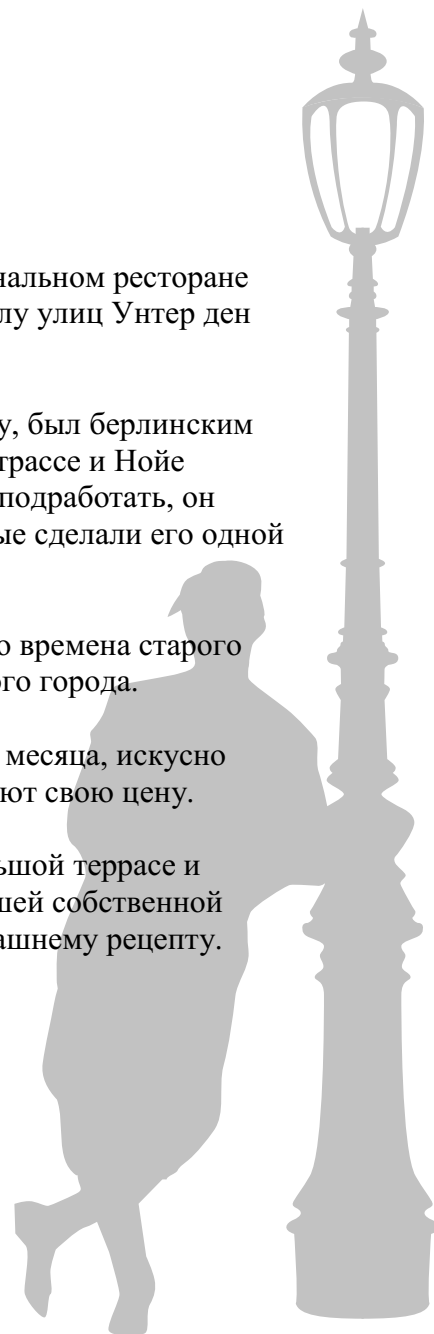 нальном ресторане
лу улиц Унтер ден
у, был берлинским
трассе и Нойе
подработать, он
ые сделали его одной
о времена старого
ого города.
месяца, искусно
ют свою цену.
ьшой террасе и
шей собственной
ашнему рецепту.